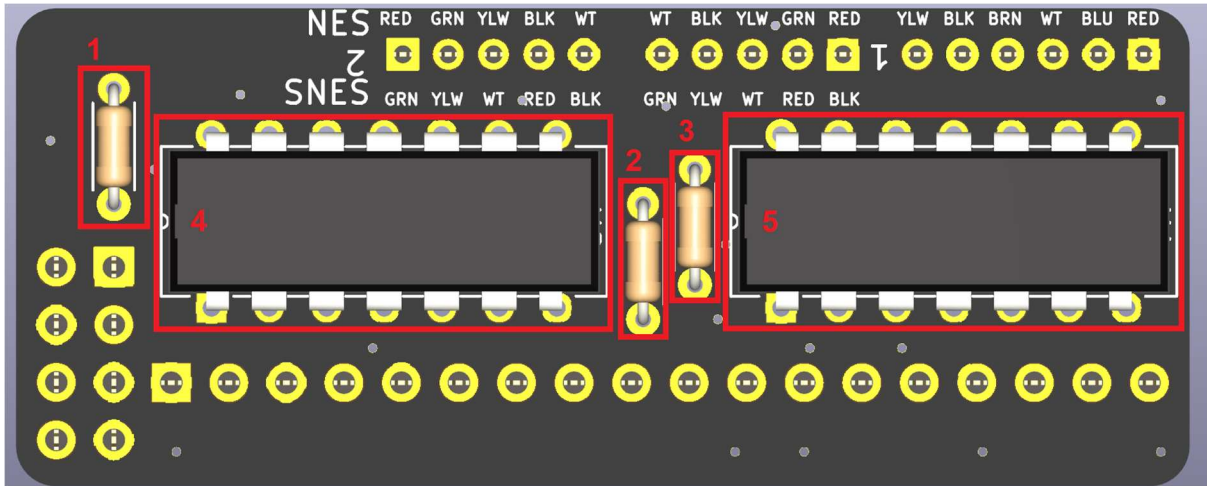 NES RED GRN YLW BLK WT WT BLK YLW GRN RED YLW BLK BRN WT BLU RED
1 2 1
SNES GRN YLW WT RED BLK GRN YLW WT RED BLK
3
2
4 5